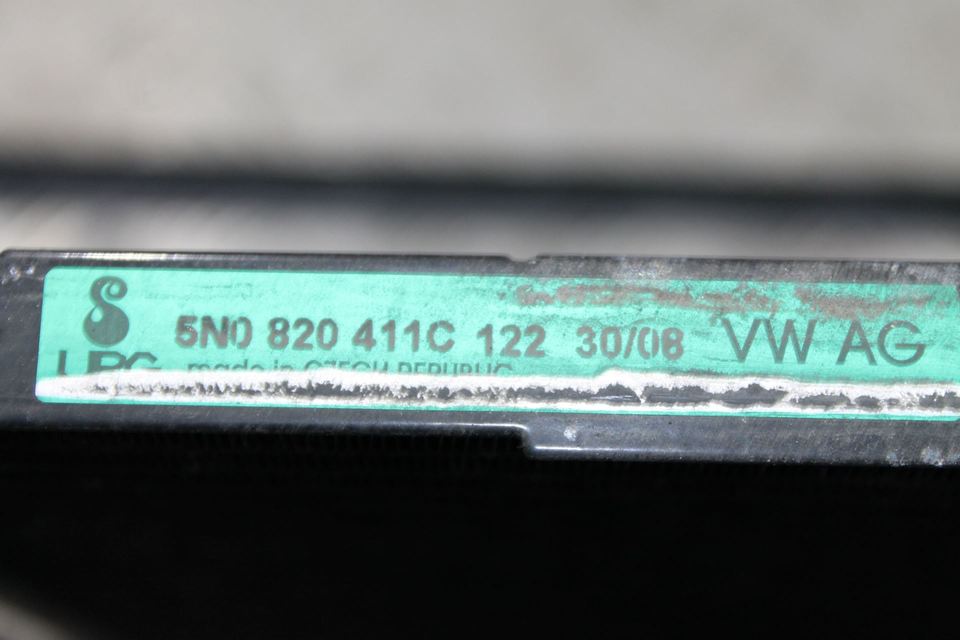 5N0 820 411C 122 30/08 VW AG
made in CZECH REPUBLIC